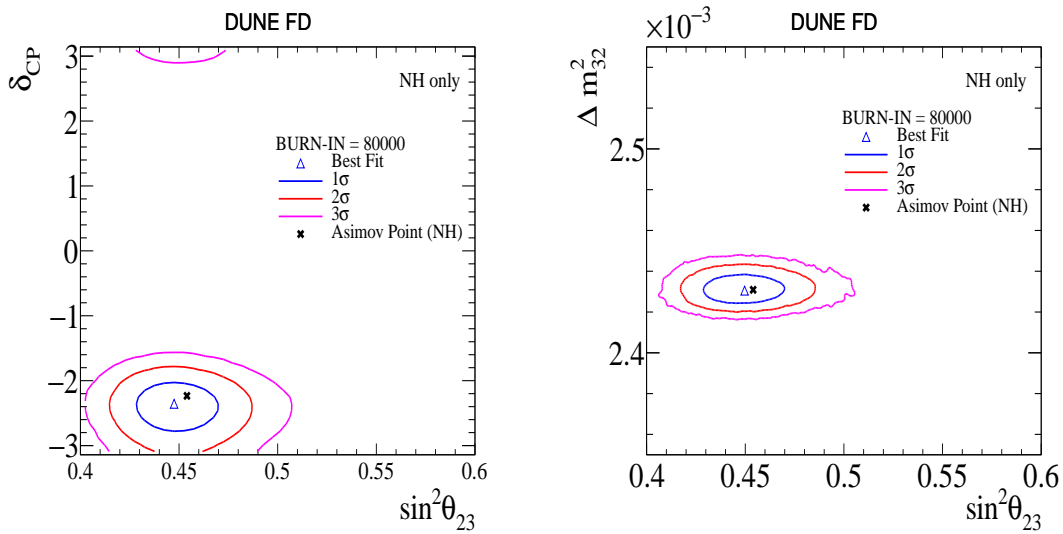 DUNE FD
δCP
3
2
1
0
−1
−2
−3
NH only
BURN-IN = 80000
Best Fit
1σ
2σ
3σ
Asimov Point (NH)
0.4
0.45
0.5
0.55
0.6
sin²θ₂₃
DUNE FD
×10⁻³
Δ m²₃₂
2.5
2.4
NH only
BURN-IN = 80000
Best Fit
1σ
2σ
3σ
Asimov Point (NH)
0.4
0.45
0.5
0.55
0.6
sin²θ₂₃